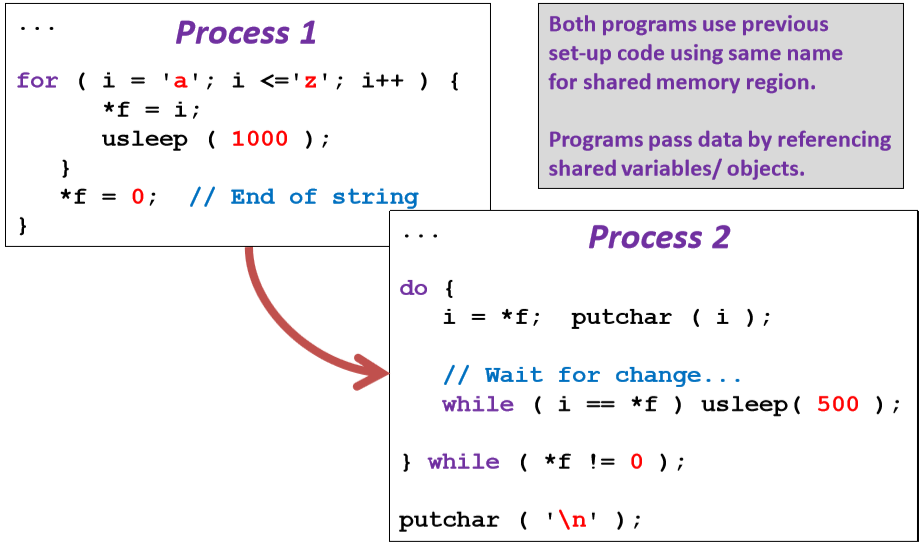 ...
Process 1
for ( i = 'a'; i <='z'; i++ ) {
*f = i;
usleep ( 1000 );
}
*f = 0;  // End of string
}
Both programs use previous
set-up code using same name
for shared memory region.
Programs pass data by referencing
shared variables/ objects.
...
Process 2
do {
i = *f;  putchar ( i );
// Wait for change...
while ( i == *f ) usleep( 500 );
} while ( *f != 0 );
putchar ( '\n' );